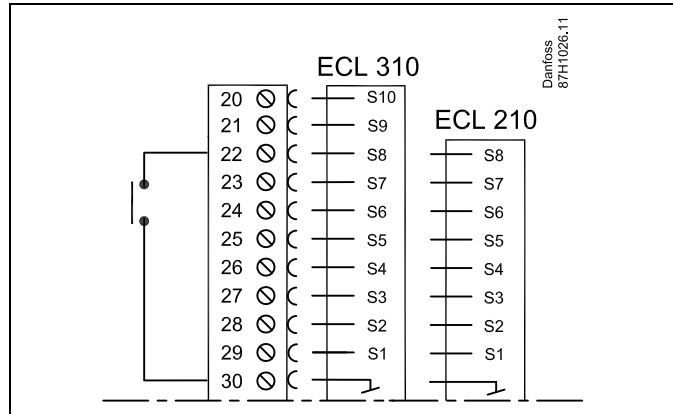 Danfoss
87H1026.11
ECL 310
ECL 210
20 S10
21 S9
22 S8 S8
23 S7 S7
24 S6 S6
25 S5 S5
26 S4 S4
27 S3 S3
28 S2 S2
29 S1 S1
30